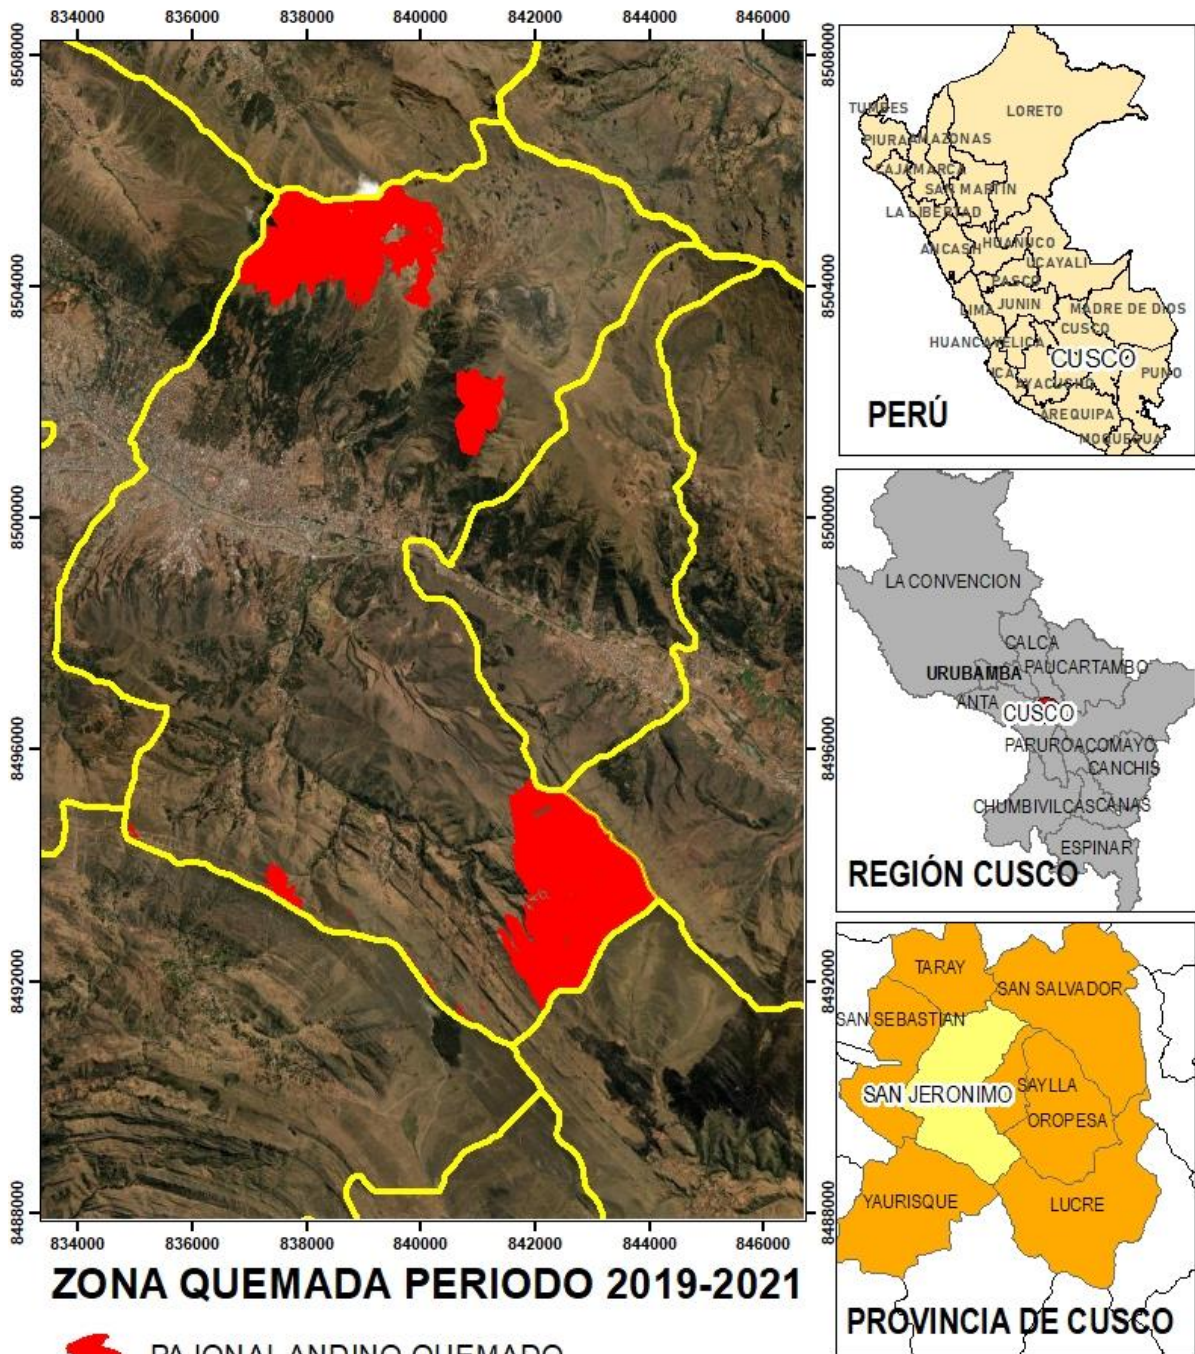 834000 836000 838000 840000 842000 844000 846000
8508000
8504000
8500000
8496000
8492000
8488000
8508000
8504000
8500000
8496000
8492000
8488000
834000 836000 838000 840000 842000 844000 846000
ZONA QUEMADA PERIODO 2019-2021
PAJONAL ANDINO QUEMADO
TUMBES
LORETO
PIURA
AMAZONAS
CAJAMARCA
SAN MARTIN
LA LIBERTAD
ANCASH
HUANUCO
UCAYALI
PASCO
LIMA
JUNIN
MADRE DE DIOS
CUSCO
HUANCAVELICA
CUSCO
ICA
AYACUCHO
PUNO
AREQUIPA
MOQUEGUA
PERÚ
LA CONVENCION
CALCA
PAUCARTAMBO
URUBAMBA
ANTA
CUSCO
PARURO
ACOMAYO
CANCHIS
CHUMBIVILCAS
CANAS
ESPINAR
REGIÓN CUSCO
TARAY
SAN SALVADOR
SAN SEBASTIAN
SAYLLA
SAN JERONIMO
OROPESA
YAURISQUE
LUCRE
PROVINCIA DE CUSCO